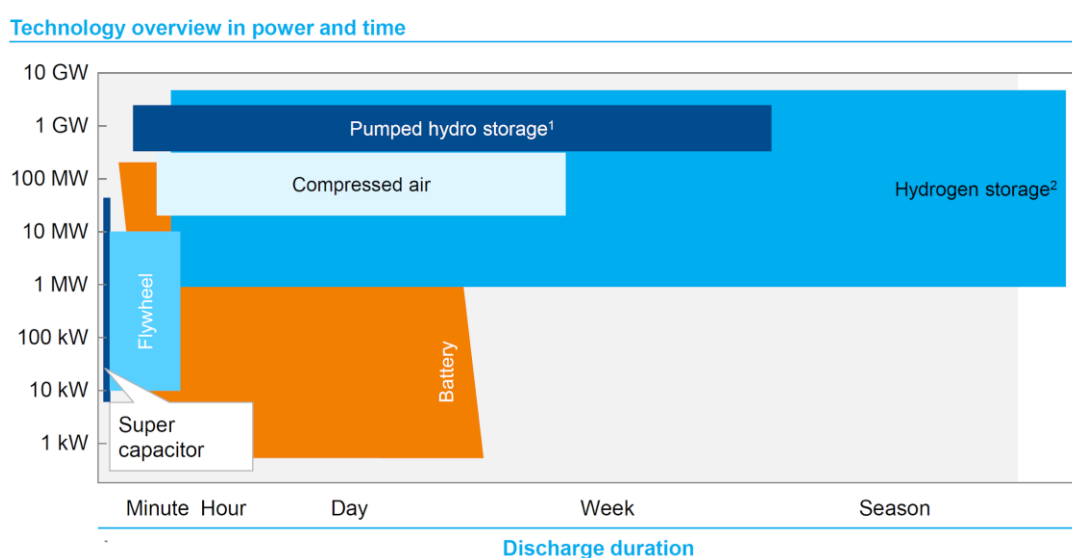 Technology overview in power and time
10 GW
1 GW
100 MW
10 MW
1 MW
100 kW
10 kW
1 kW
Pumped hydro storage¹
Compressed air
Hydrogen storage²
Flywheel
Battery
Super
capacitor
Minute Hour Day Week Season
Discharge duration